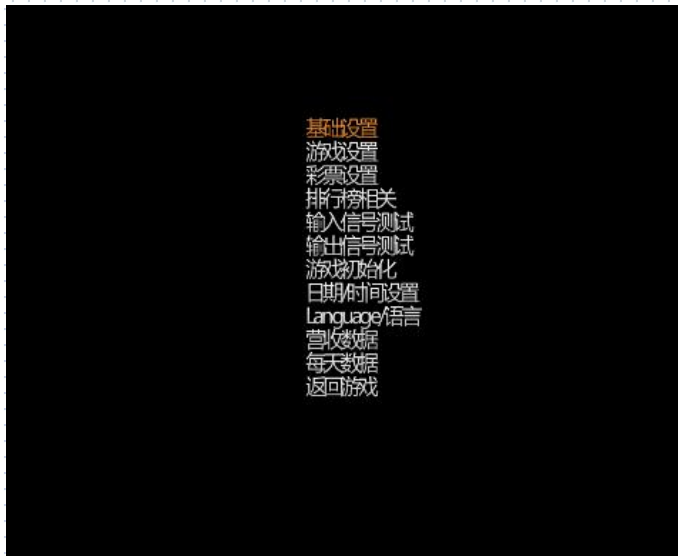 基础设置
游戏设置
彩票设置
排行榜相关
输入信号测试
输出信号测试
游戏初始化
日期/时间设置
Language/语言
营收数据
每天数据
返回游戏